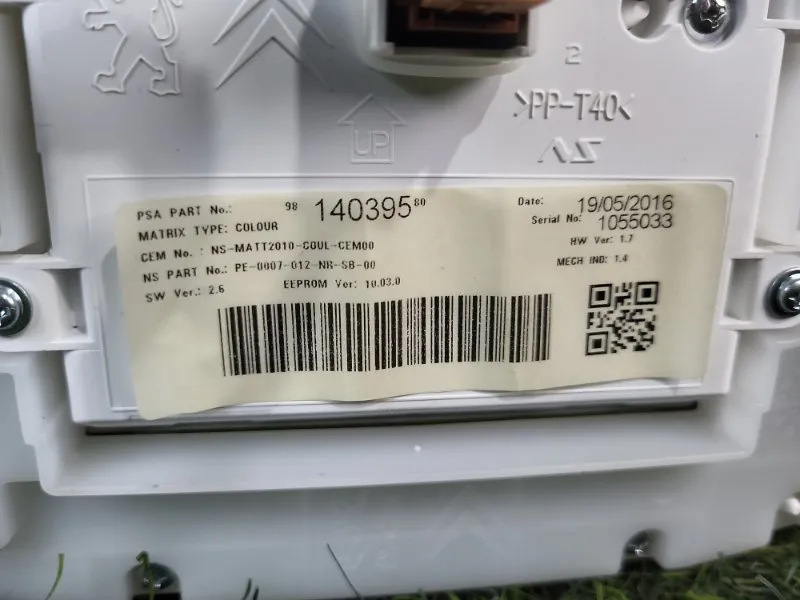 2
>PP-T40<
UP
NS
PSA PART No.: 98 140395 80
Date: 19/05/2016
MATRIX TYPE: COLOUR
Serial No: 1055033
CEM No.: NS-MATT2010-COUL-CEM00
HW Ver: 1.7
NS PART No.: PE-0007-012-NR-SB-00
MECH IND: 1.4
SW Ver.: 2.6
EEPROM Ver: 10.03.0